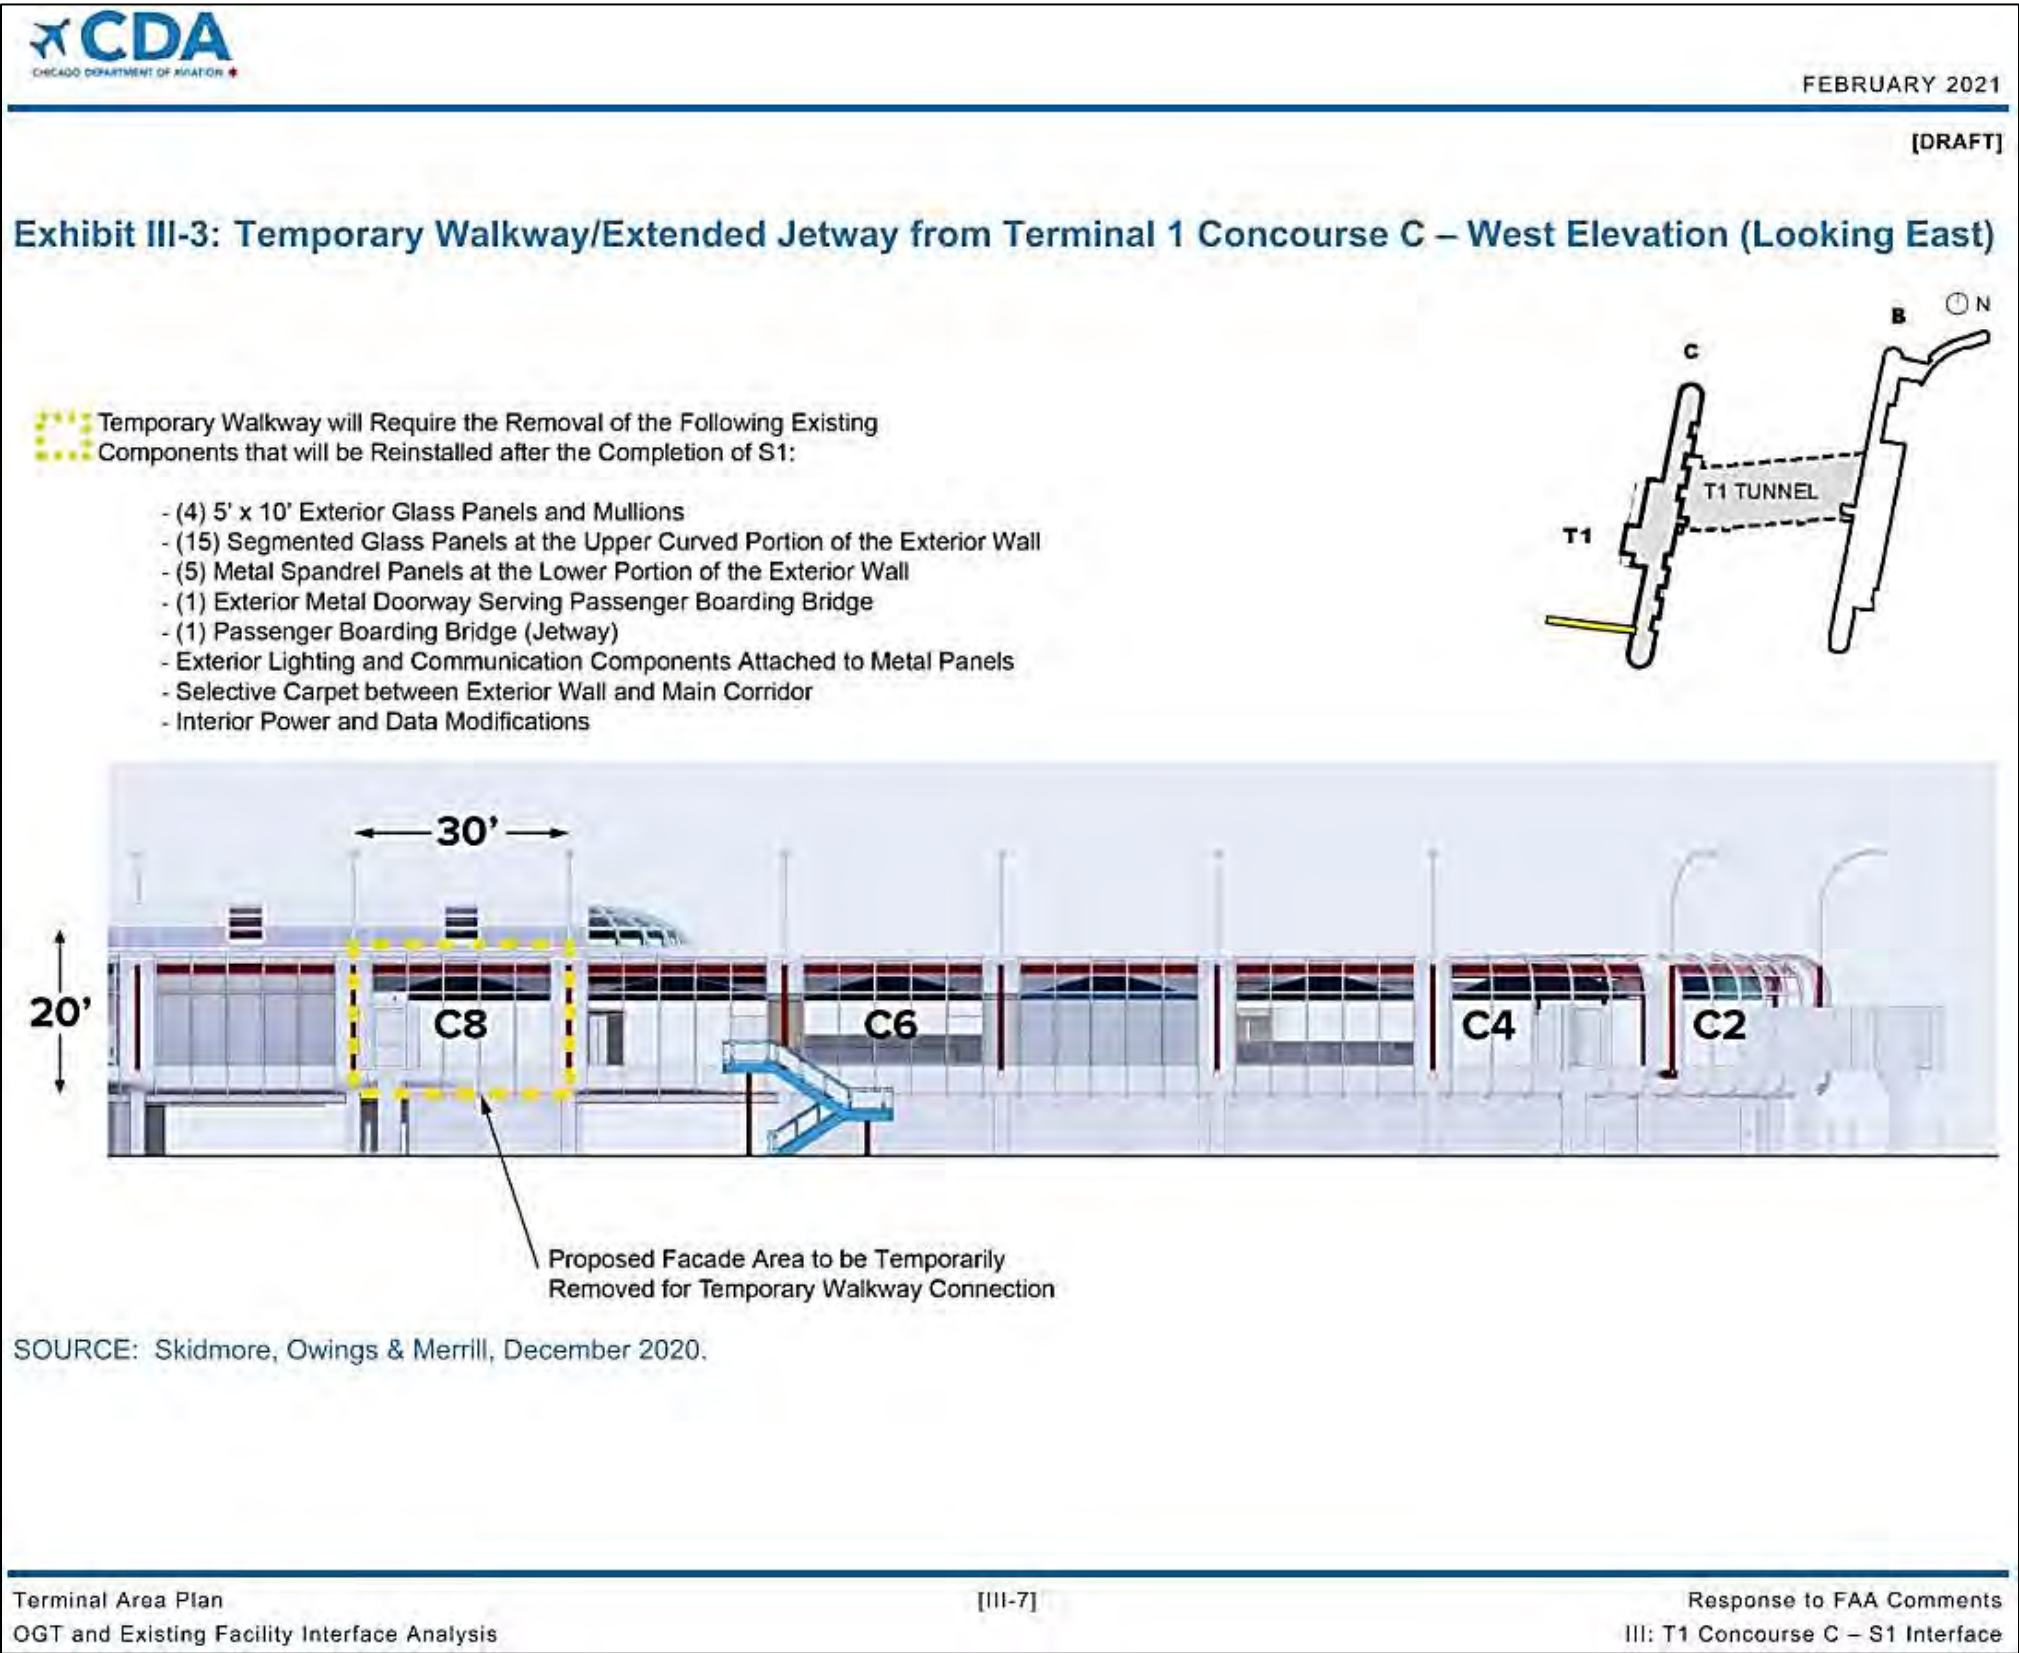 CDA
CHICAGO DEPARTMENT OF AVIATION
FEBRUARY 2021
[DRAFT]
Exhibit III-3: Temporary Walkway/Extended Jetway from Terminal 1 Concourse C – West Elevation (Looking East)
N
B
C
T1 TUNNEL
T1
Temporary Walkway will Require the Removal of the Following Existing
Components that will be Reinstalled after the Completion of S1:
- (4) 5' x 10' Exterior Glass Panels and Mullions
- (15) Segmented Glass Panels at the Upper Curved Portion of the Exterior Wall
- (5) Metal Spandrel Panels at the Lower Portion of the Exterior Wall
- (1) Exterior Metal Doorway Serving Passenger Boarding Bridge
- (1) Passenger Boarding Bridge (Jetway)
- Exterior Lighting and Communication Components Attached to Metal Panels
- Selective Carpet between Exterior Wall and Main Corridor
- Interior Power and Data Modifications
30'
20'
C8
C6
C4
C2
Proposed Facade Area to be Temporarily
Removed for Temporary Walkway Connection
SOURCE: Skidmore, Owings & Merrill, December 2020.
Terminal Area Plan
OGT and Existing Facility Interface Analysis
[III-7]
Response to FAA Comments
III: T1 Concourse C – S1 Interface